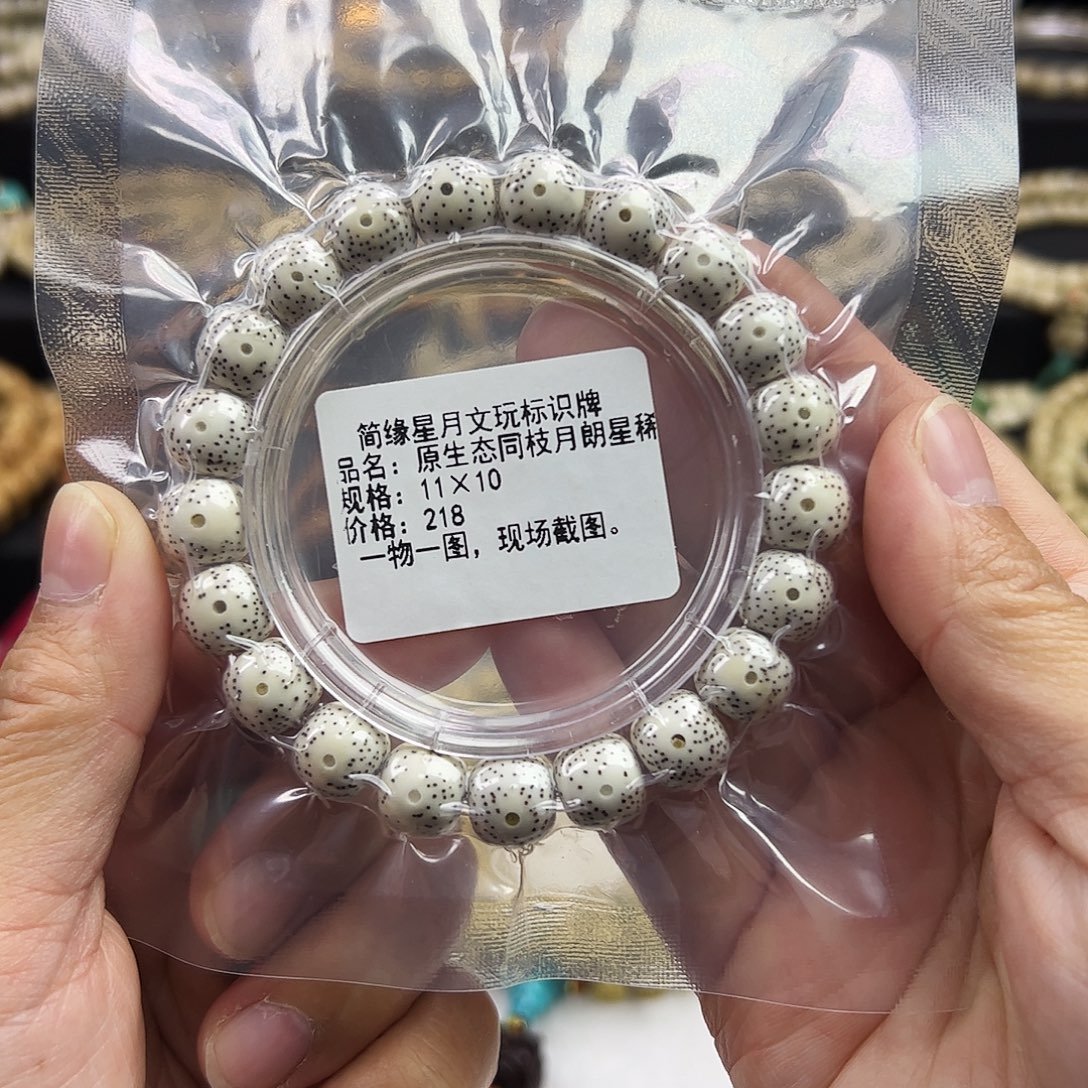 简缘星月文玩标识牌
品名：原生态同枝月朗星稀
规格：11×10
价格：218
一物一图，现场截图。